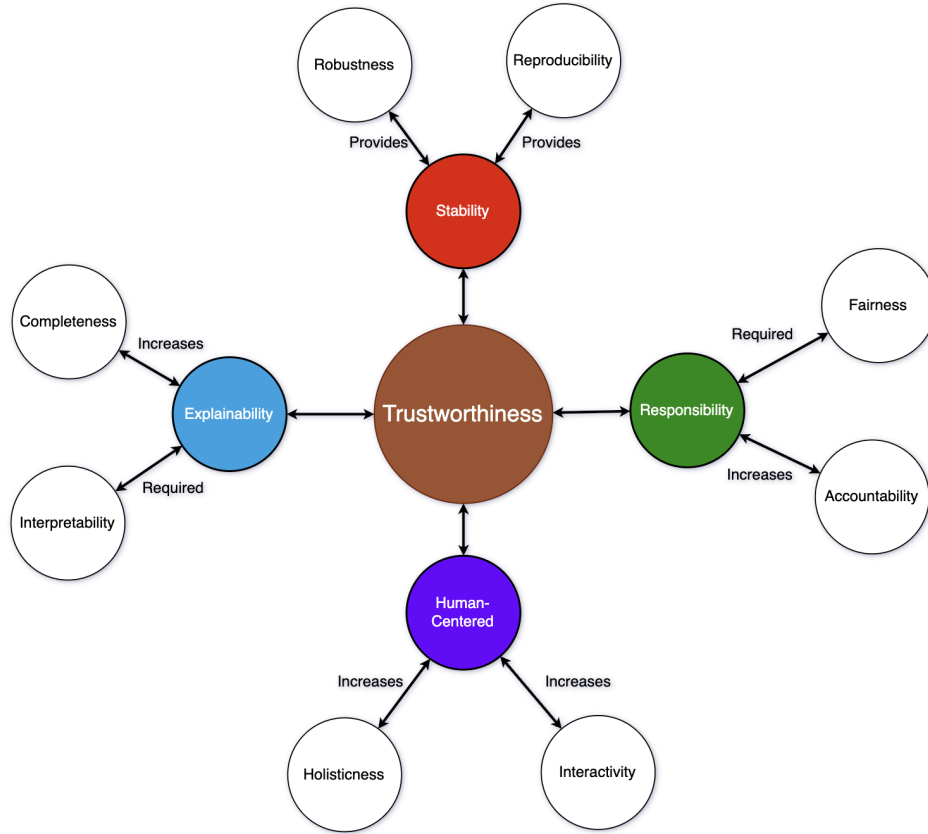 Robustness
Reproducibility
Provides
Provides
Stability
Completeness
Increases
Explainability
Interpretability
Required
Trustworthiness
Required
Fairness
Responsibility
Increases
Accountability
Human-
Centered
Increases
Increases
Holisticness
Interactivity